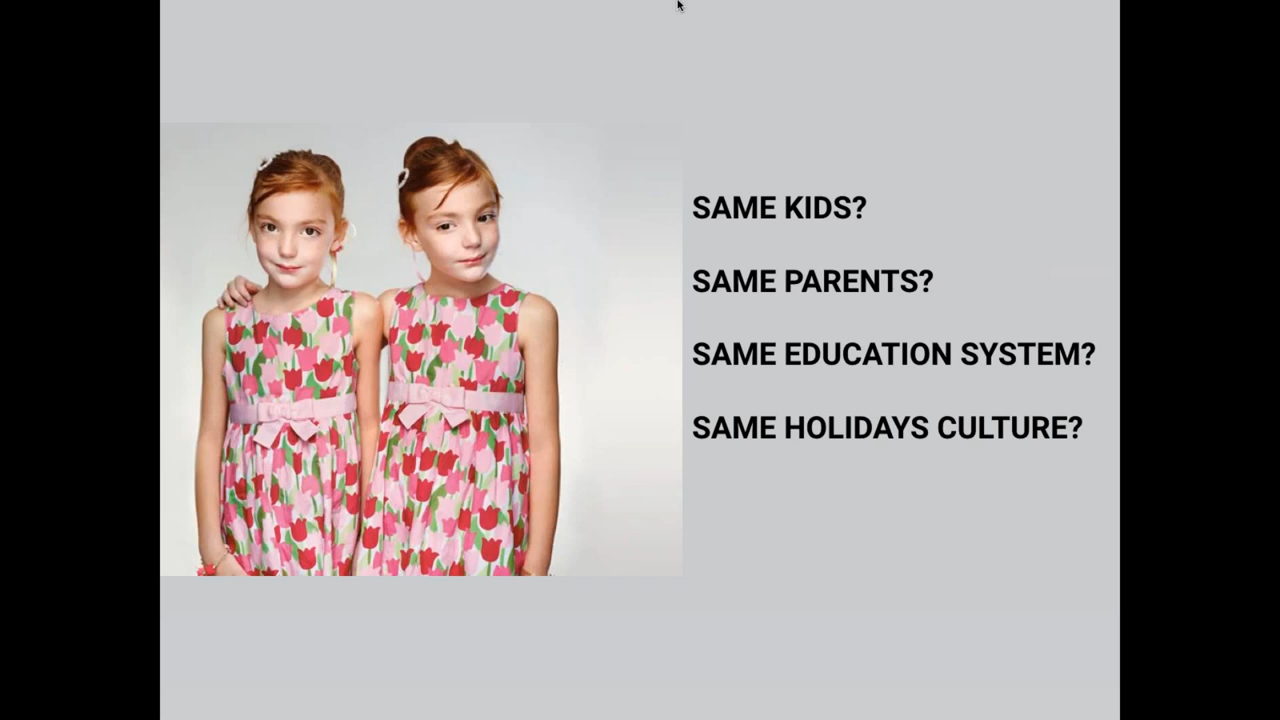 SAME KIDS?
SAME PARENTS?
SAME EDUCATION SYSTEM?
SAME HOLIDAYS CULTURE?